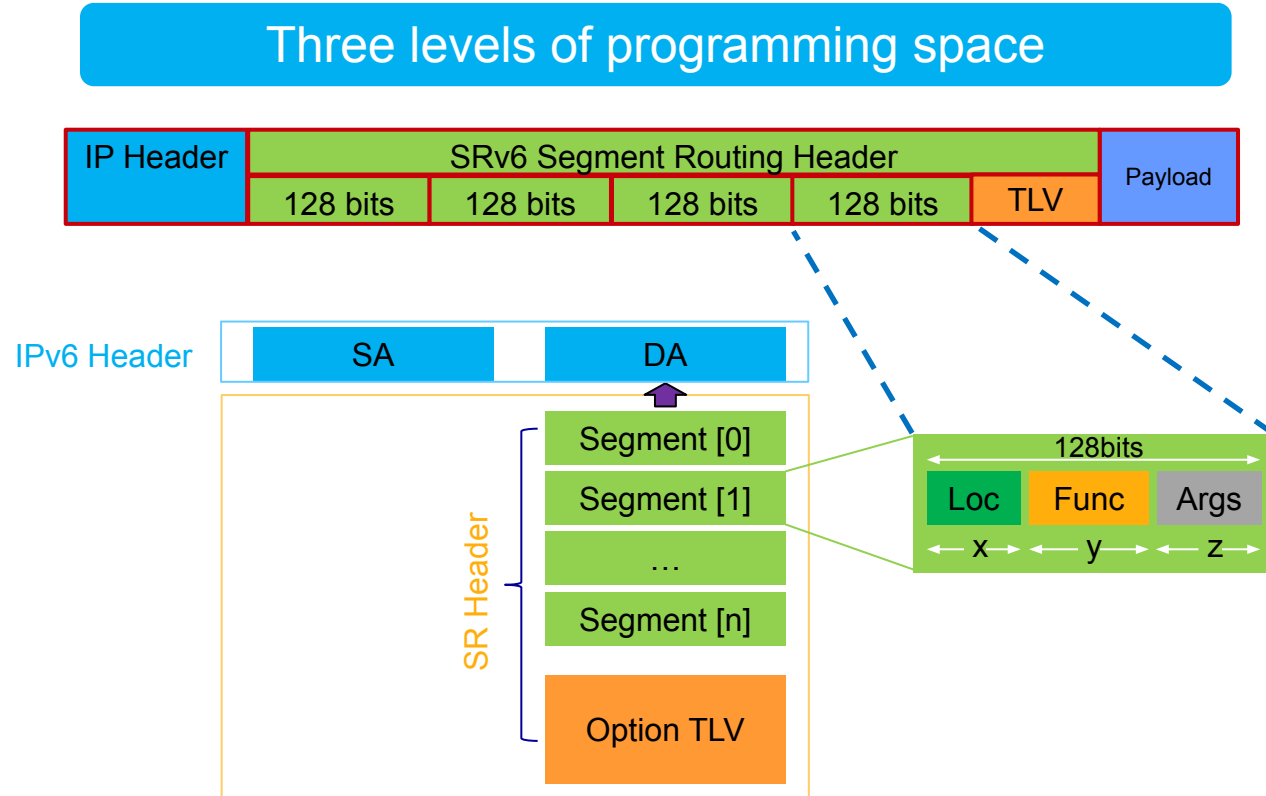 Three levels of programming space
IP Header
SRv6 Segment Routing Header
Payload
128 bits
128 bits
128 bits
128 bits
TLV
IPv6 Header
SA
DA
SR Header
Segment [0]
Segment [1]
…
Segment [n]
Option TLV
128bits
Loc
Func
Args
x
y
z